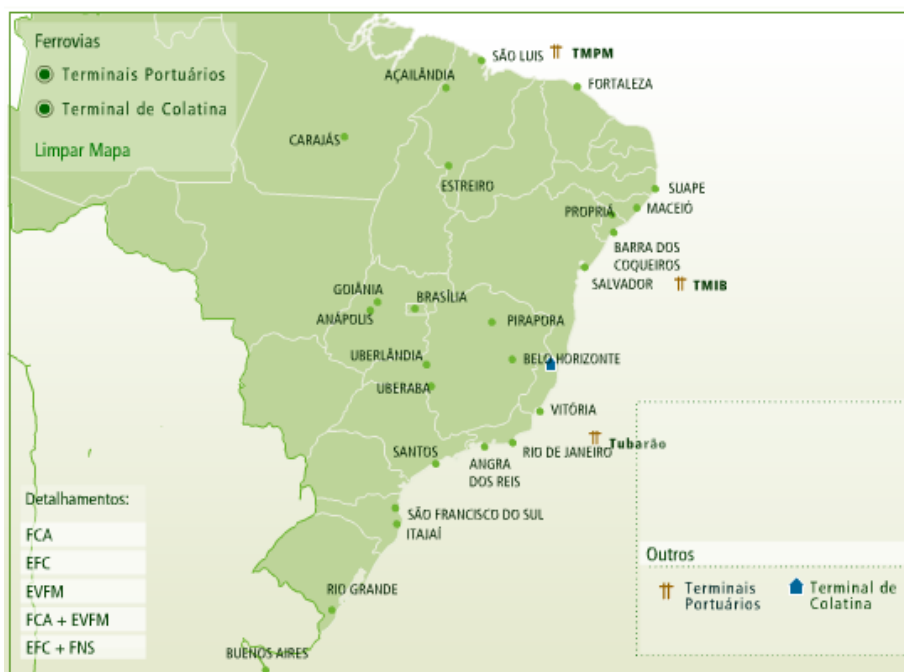 Ferrovias
Terminais Portuários
Terminal de Colatina
Limpar Mapa
SÃO LUIS
TMPM
AÇAILÂNDIA
FORTALEZA
CARAJÁS
ESTREIRO
SUAPE
PROPRIÁ
MACEIÓ
BARRA DOS
COQUEIROS
SALVADOR
TMIB
GOIÂNIA
BRASÍLIA
ANÁPOLIS
PIRAPORA
UBERLÂNDIA
BELO HORIZONTE
UBERABA
VITÓRIA
SANTOS
RIO DE JANEIRO
Tubarão
ANGRA
DOS REIS
Detalhamentos:
FCA
EFC
EVFM
FCA + EVFM
EFC + FNS
SÃO FRANCISCO DO SUL
ITAJAÍ
RIO GRANDE
BUENOS AIRES
Outros
Terminais
Portuários
Terminal de
Colatina